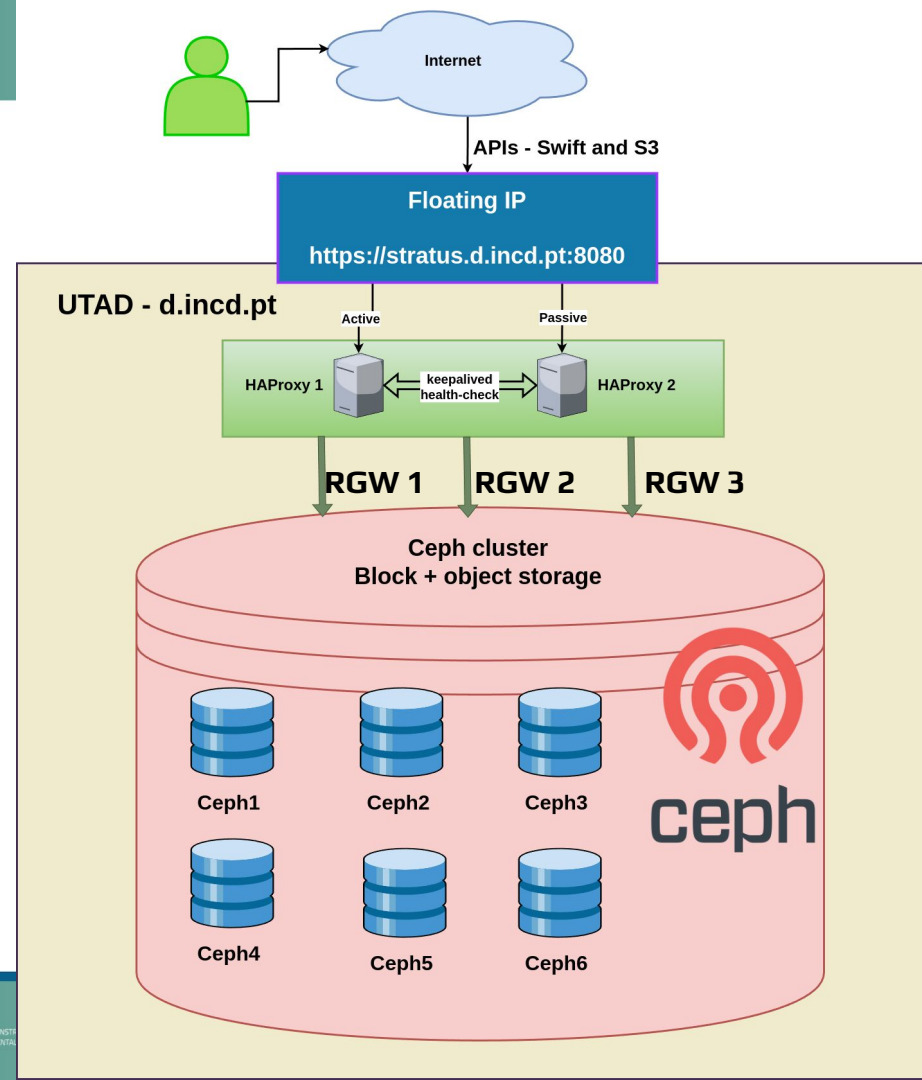 Internet
APIs - Swift and S3
Floating IP
https://stratus.d.incd.pt:8080
UTAD - d.incd.pt
Active
Passive
HAProxy 1
keepalived
health-check
HAProxy 2
RGW 1
RGW 2
RGW 3
Ceph cluster
Block + object storage
Ceph1
Ceph2
Ceph3
ceph
Ceph4
Ceph5
Ceph6